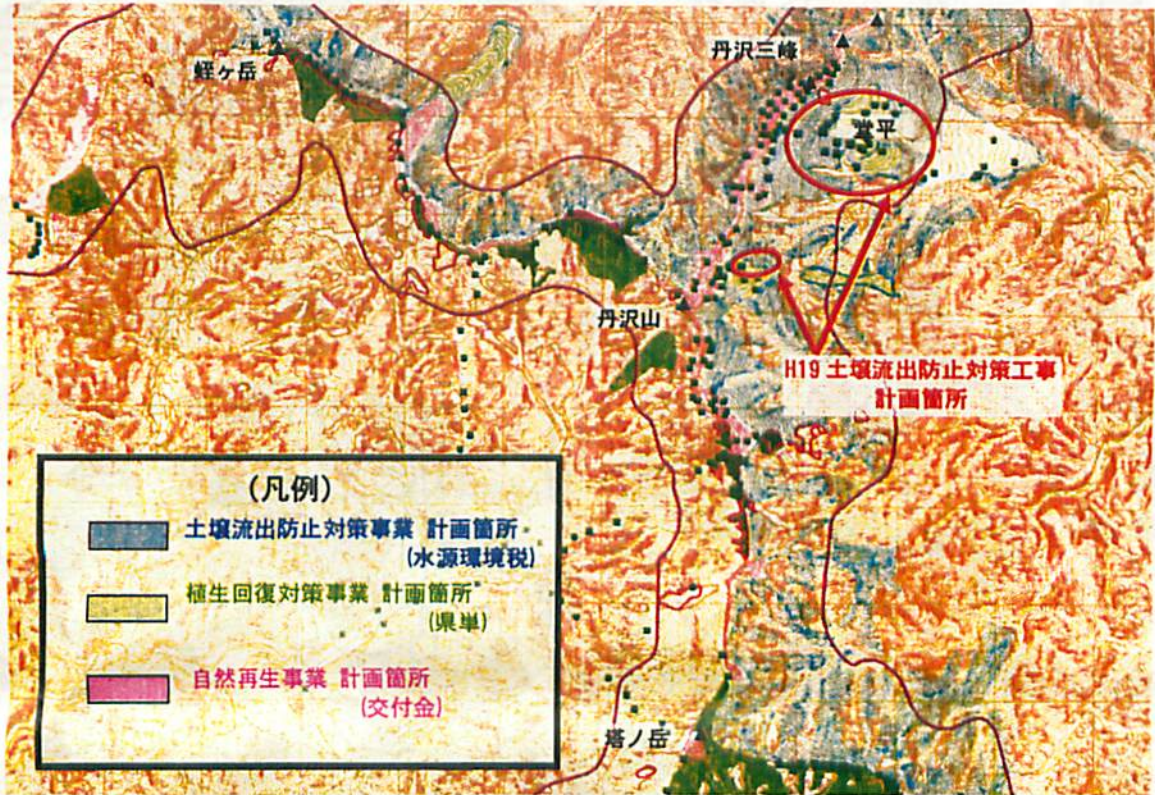 丹沢三峰
蛭ヶ岳
堂平
丹沢山
H19 土壌流出防止対策工事
計画箇所
(凡例)
土壌流出防止対策事業 計画箇所
(水源環境税)
植生回復対策事業 計画箇所
(県単)
自然再生事業 計画箇所
(交付金)
塔ノ岳